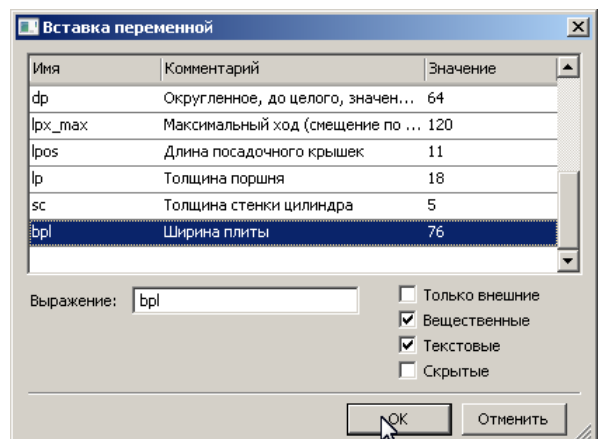 Вставка переменной
Имя Комментарий Значение
dp Округленное, до целого, значен... 64
lpx_max Максимальный ход (смещение по ... 120
lpos Длина посадочного крышек 11
lp Толщина поршня 18
sc Толщина стенки цилиндра 5
bpl Ширина плиты 76
Выражение: bpl
Только внешние
Вещественные
Текстовые
Скрытые
OK Отменить